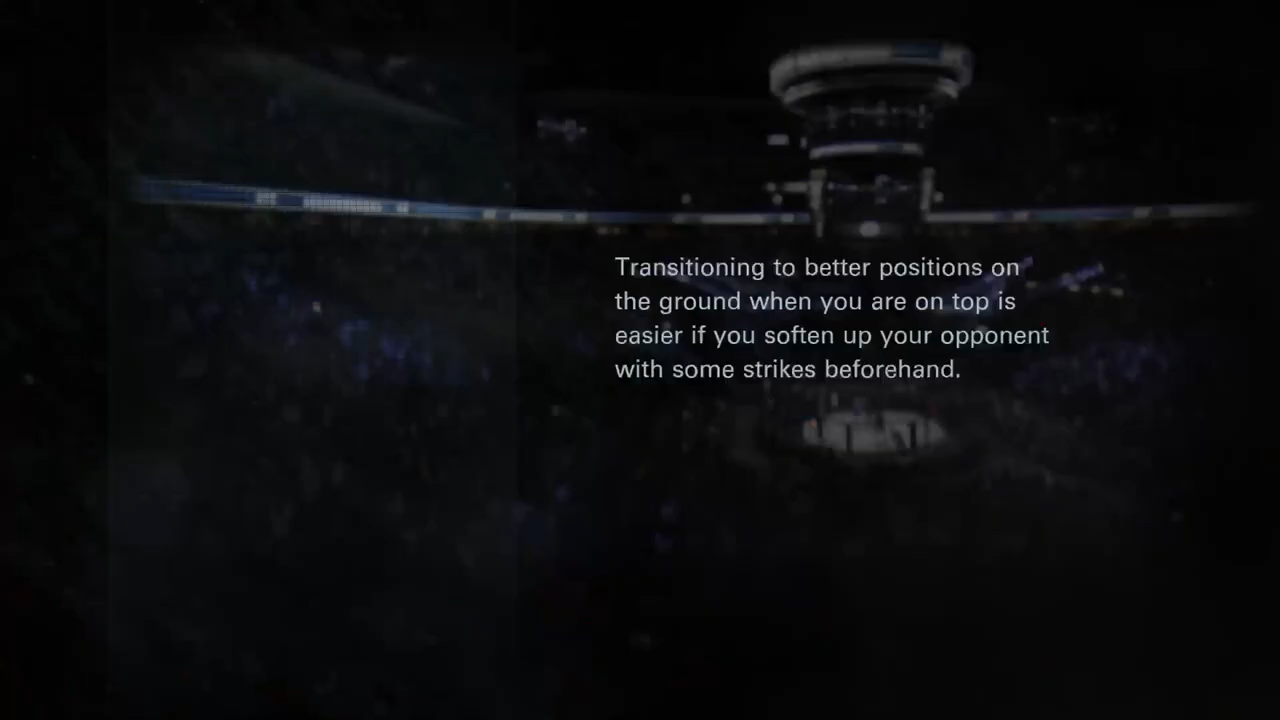 Transitioning to better positions on
the ground when you are on top is
easier if you soften up your opponent
with some strikes beforehand.